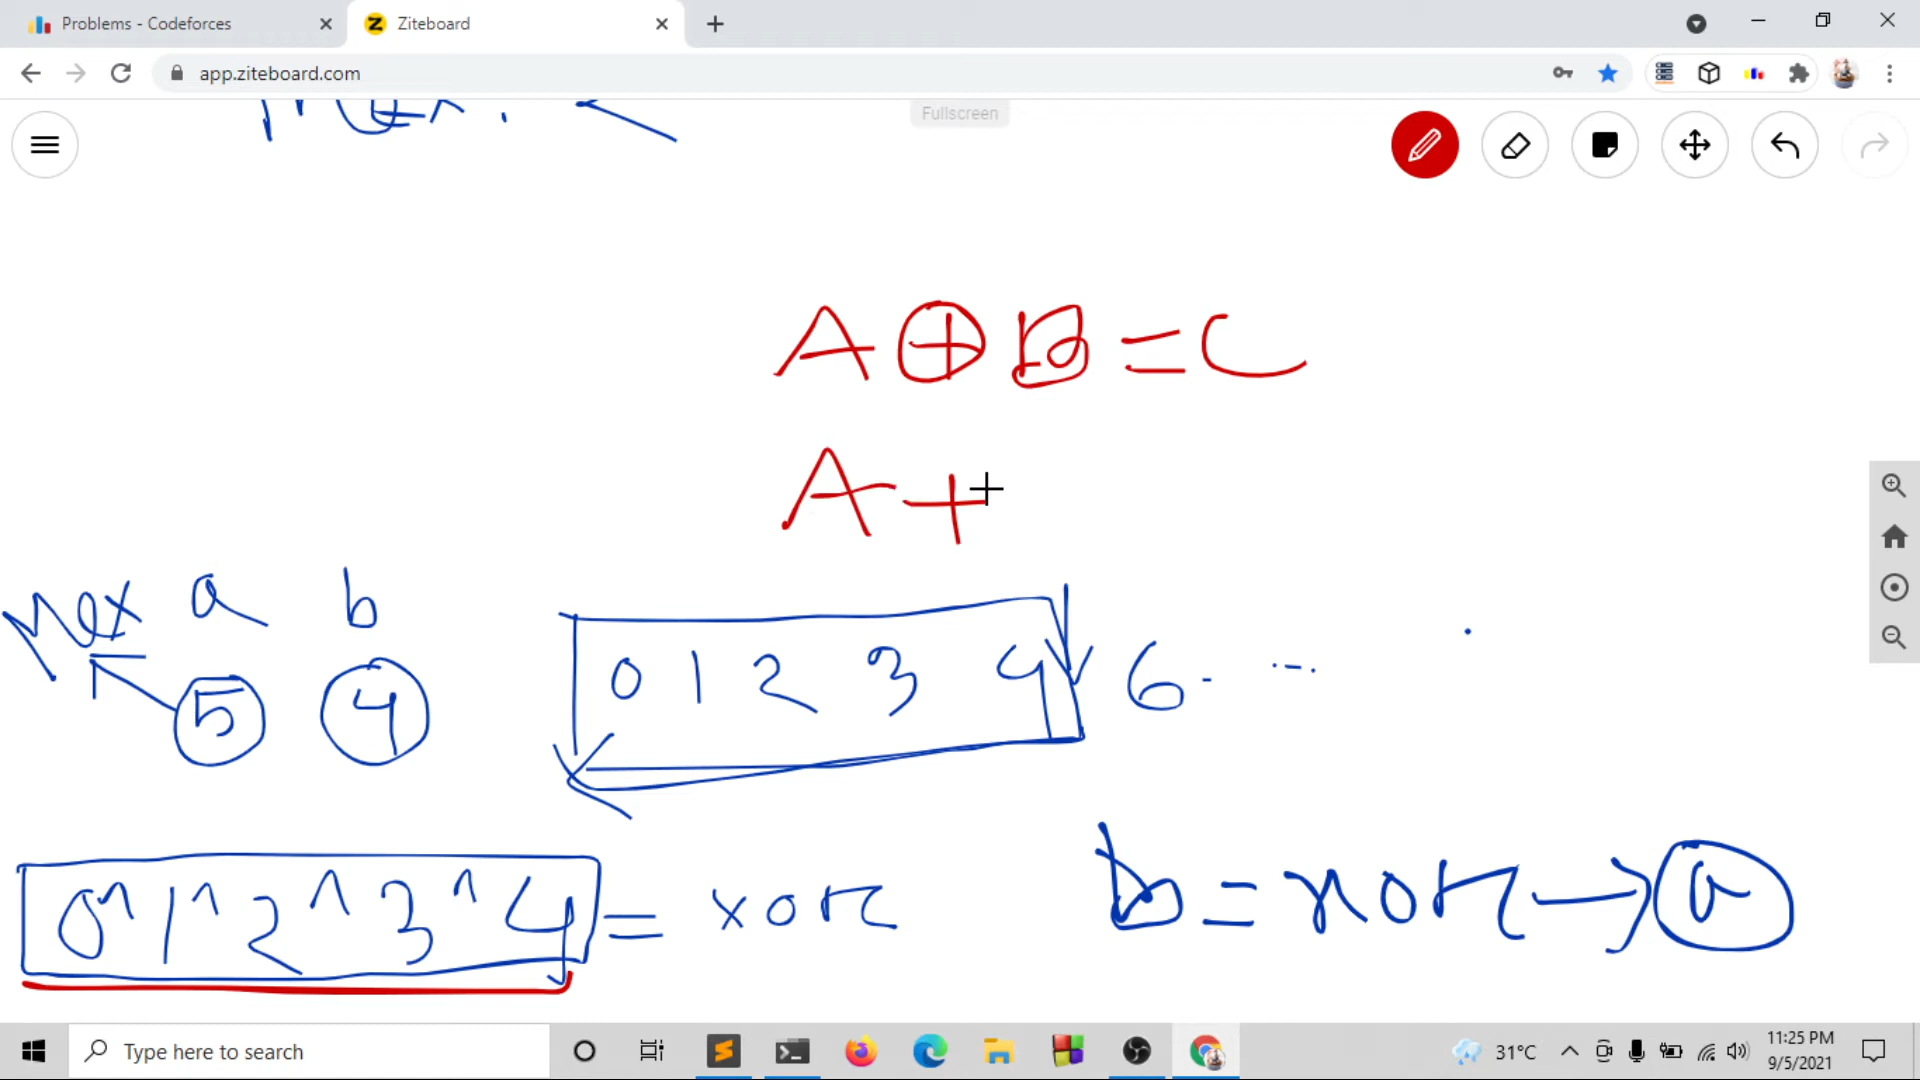 Problems - Codeforces
Ziteboard
app.ziteboard.com
Fullscreen
Mex :
A ⊕ B = C
A +
Mex a b
5 4
0 1 2 3 4 6 . ...
0 ^ 1 ^ 2 ^ 3 ^ 4 = xor
b = xor → a
Type here to search
31°C
11:25 PM
9/5/2021